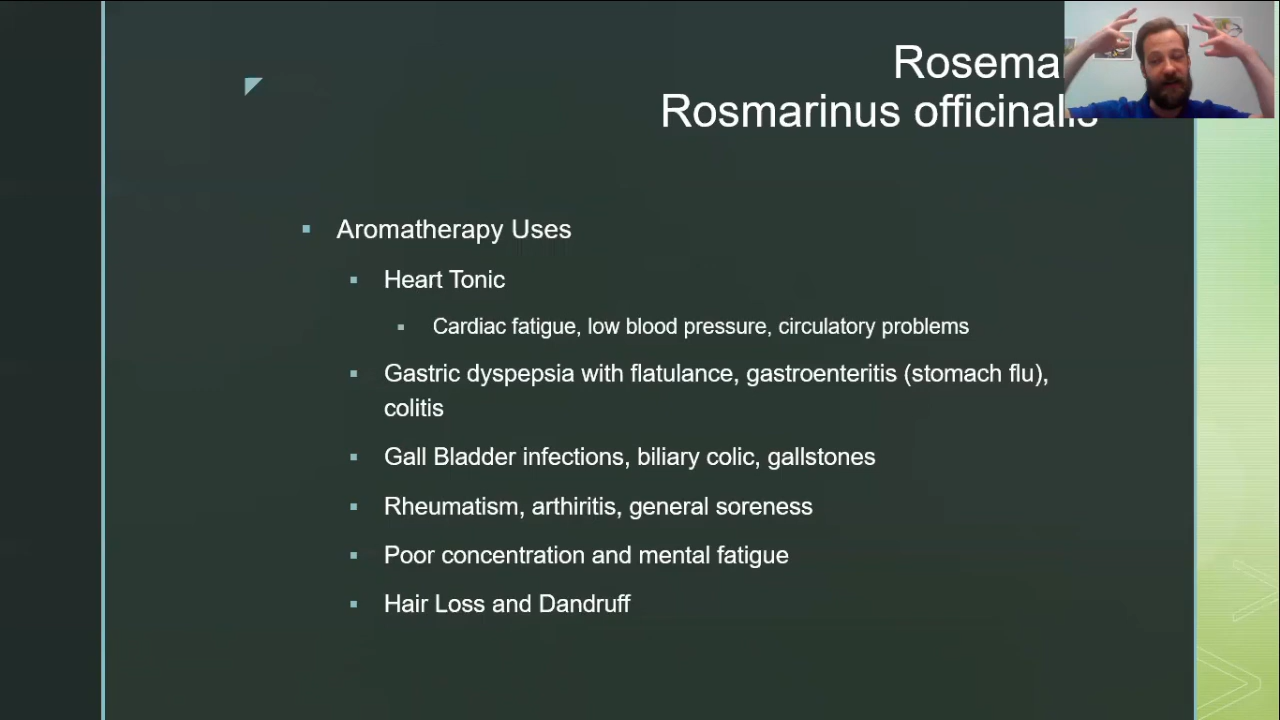 Rosema
Rosmarinus officinalis
Aromatherapy Uses
Heart Tonic
Cardiac fatigue, low blood pressure, circulatory problems
Gastric dyspepsia with flatulance, gastroenteritis (stomach flu),
colitis
Gall Bladder infections, biliary colic, gallstones
Rheumatism, arthiritis, general soreness
Poor concentration and mental fatigue
Hair Loss and Dandruff